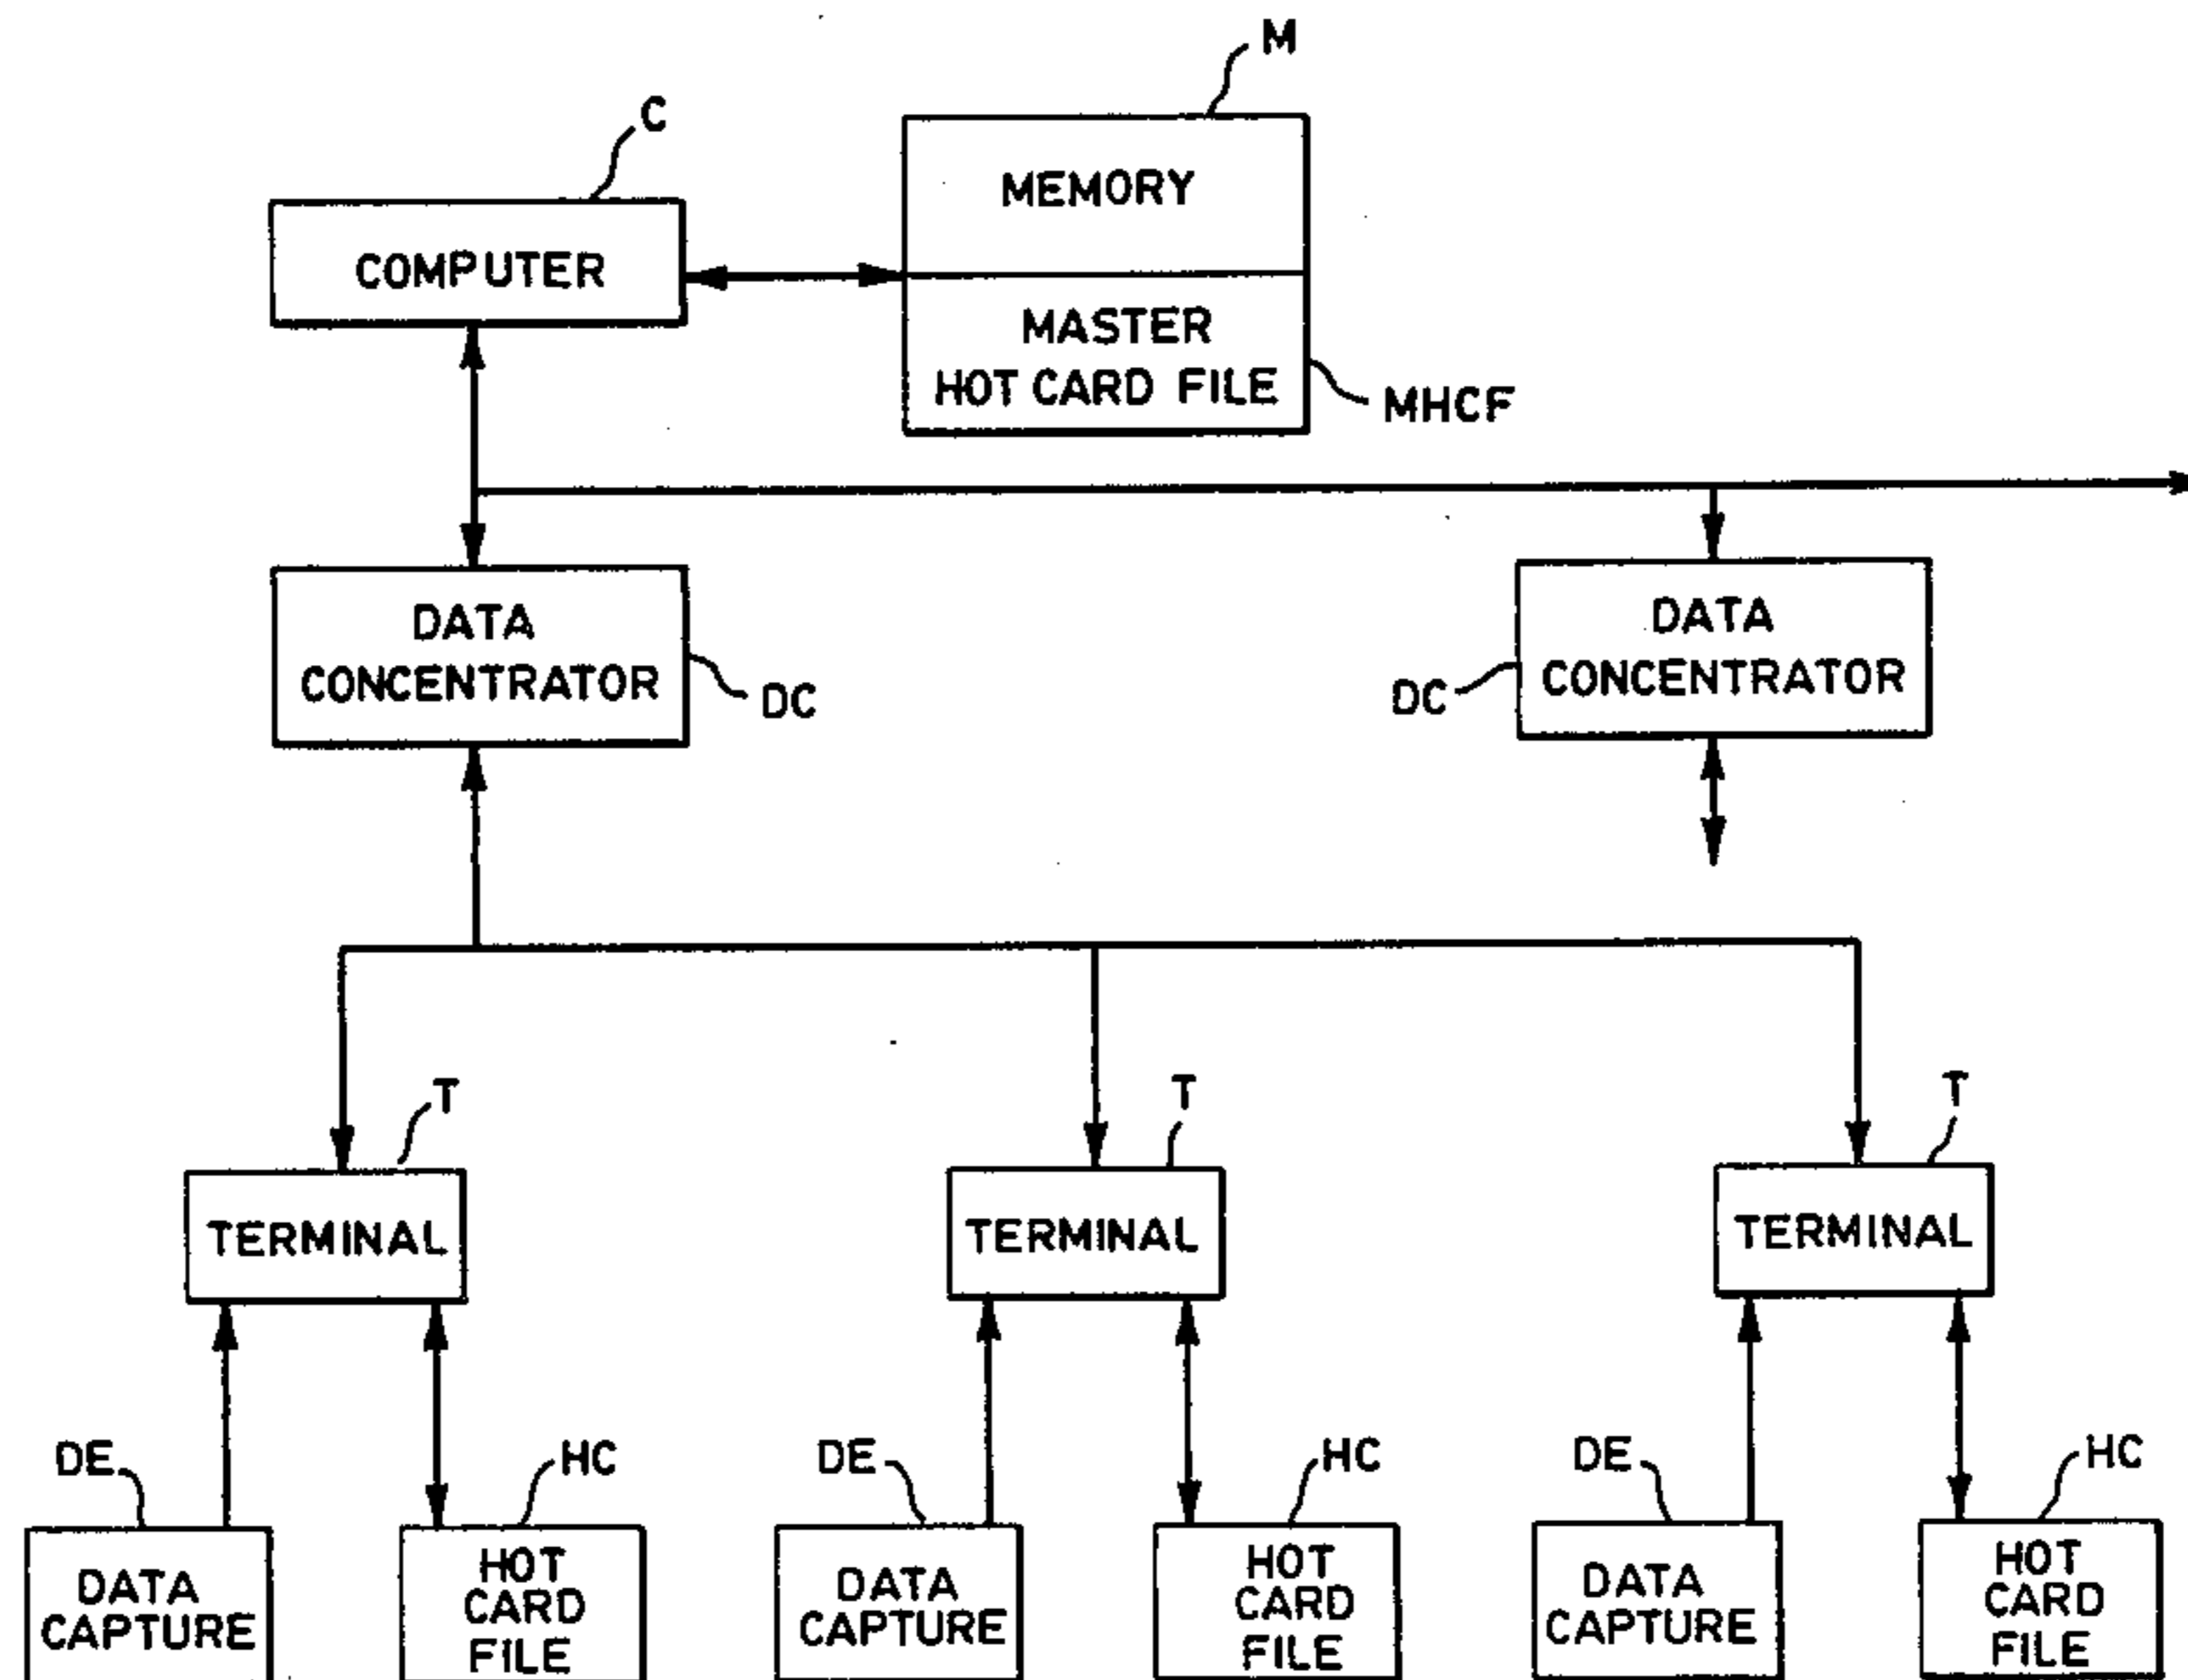 M
C
MEMORY
COMPUTER
MASTER
HOT CARD FILE
MHCF
DATA
CONCENTRATOR
DC
DATA
CONCENTRATOR
DC
T
T
T
TERMINAL
TERMINAL
TERMINAL
DE
HC
DE
HC
DE
HC
DATA
CAPTURE
HOT
CARD
FILE
DATA
CAPTURE
HOT
CARD
FILE
DATA
CAPTURE
HOT
CARD
FILE